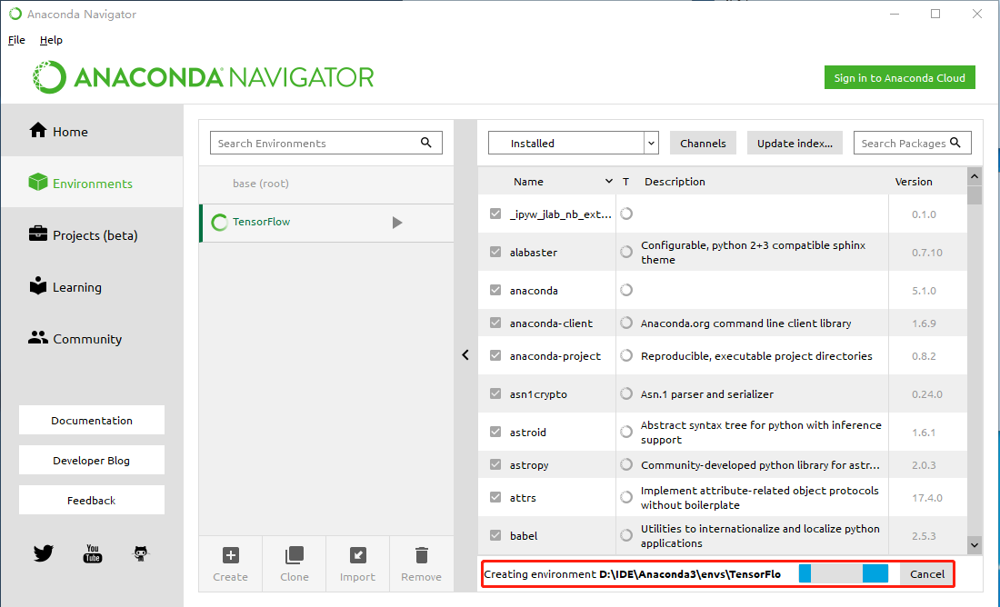 Anaconda Navigator
File Help
ANACONDA NAVIGATOR
Sign in to Anaconda Cloud
Home
Environments
Projects (beta)
Learning
Community
Documentation
Developer Blog
Feedback
You
Tube
Search Environments
base (root)
TensorFlow
Create Clone Import Remove
Installed Channels Update index... Search Packages
Name T Description Version
_ipyw_jlab_nb_ext... 0.1.0
alabaster Configurable, python 2+3 compatible sphinx
theme 0.7.10
anaconda 5.1.0
anaconda-client Anaconda.org command line client library 1.6.9
anaconda-project Reproducible, executable project directories 0.8.2
asn1crypto Asn.1 parser and serializer 0.24.0
astroid Abstract syntax tree for python with inference
support 1.6.1
astropy Community-developed python library for astr... 2.0.3
attrs Implement attribute-related object protocols
without boilerplate 17.4.0
babel Utilities to internationalize and localize python
applications 2.5.3
Creating environment D:\IDE\Anaconda3\envs\TensorFlo Cancel